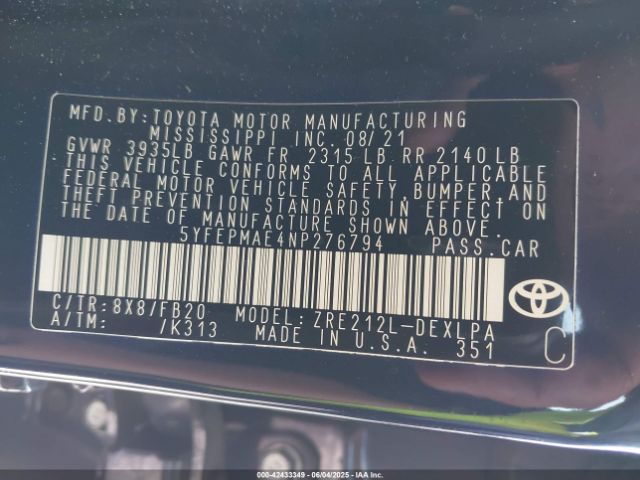 MFD.BY:TOYOTA MOTOR MANUFACTURING
MISSISSIPPI INC. 08/21
GVWR 3935LB GAWR FR 2315 LB RR 2140 LB
THIS VEHICLE CONFORMS TO ALL APPLICABLE
FEDERAL MOTOR VEHICLE SAFETY, BUMPER, AND
THEFT PREVENTION STANDARDS IN EFFECT ON
THE DATE OF MANUFACTURE SHOWN ABOVE.
5YFEPMAE4NP276794 PASS.CAR
C/TR:8X8/FB20 MODEL:ZRE212L-DEXLPA
A/TM: /K313 MADE IN U.S.A. 351
C
000-42433349 - 06/04/2025 - IAA Inc.